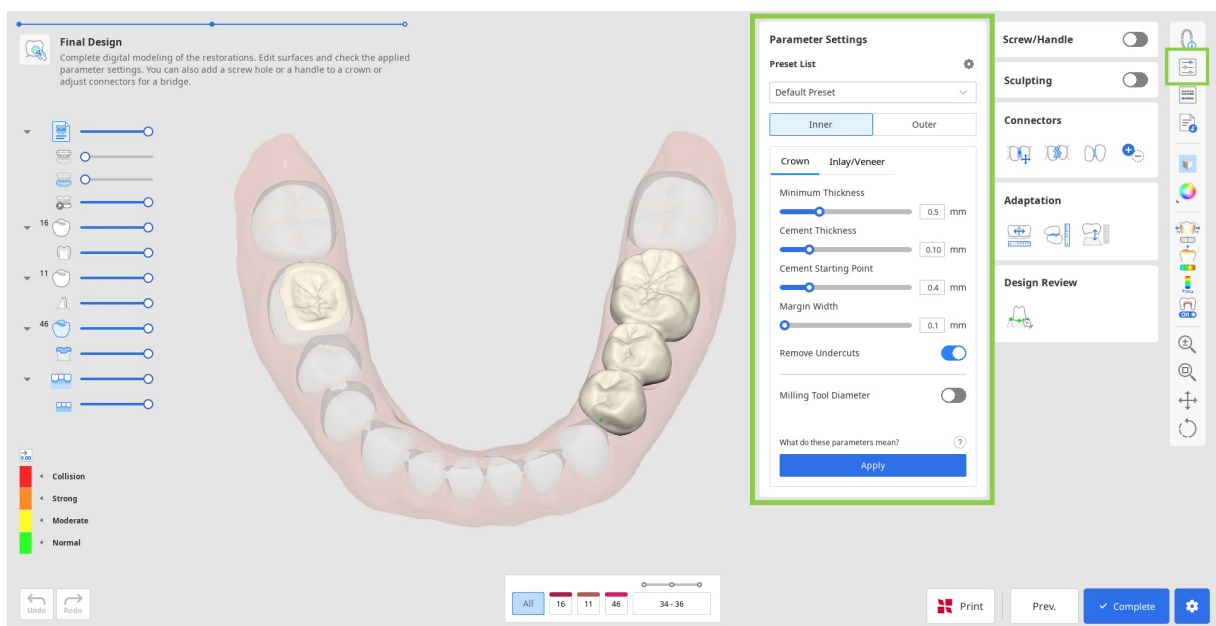 Final Design
Complete digital modeling of the restorations. Edit surfaces and check the applied
parameter settings. You can also add a screw hole or a handle to a crown or
adjust connectors for a bridge.
16
11
46
0.00
Collision
Strong
Moderate
Normal
Undo
Redo
All
16
11
46
34 - 36
Parameter Settings
Preset List
Default Preset
Inner
Outer
Crown
Inlay/Veneer
Minimum Thickness
0.5 mm
Cement Thickness
0.10 mm
Cement Starting Point
0.4 mm
Margin Width
0.1 mm
Remove Undercuts
Milling Tool Diameter
What do these parameters mean?
?
Apply
Screw/Handle
Sculpting
Connectors
Adaptation
Design Review
ON
Print
Prev.
Complete